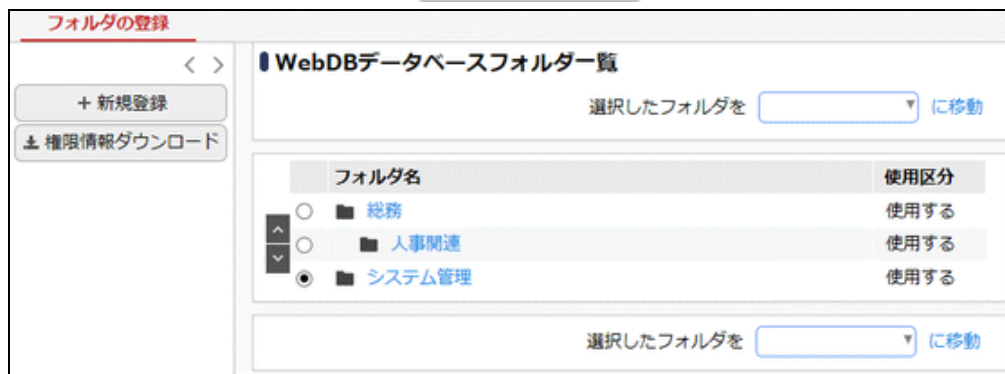 フォルダの登録
< >
+ 新規登録
権限情報ダウンロード
WebDBデータベースフォルダ一覧
選択したフォルダを に移動
フォルダ名 使用区分
総務 使用する
人事関連 使用する
システム管理 使用する
選択したフォルダを に移動